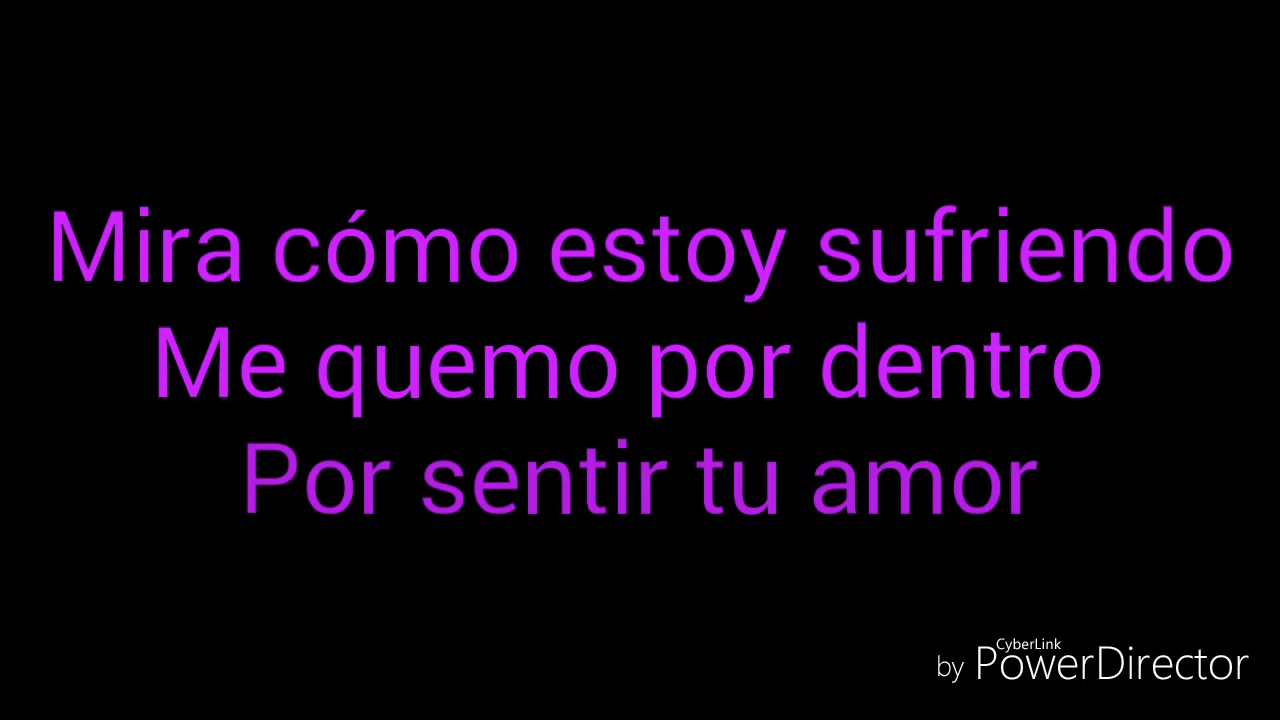 Mira cómo estoy sufriendo
Me quemo por dentro
Por sentir tu amor
CyberLink
by PowerDirector